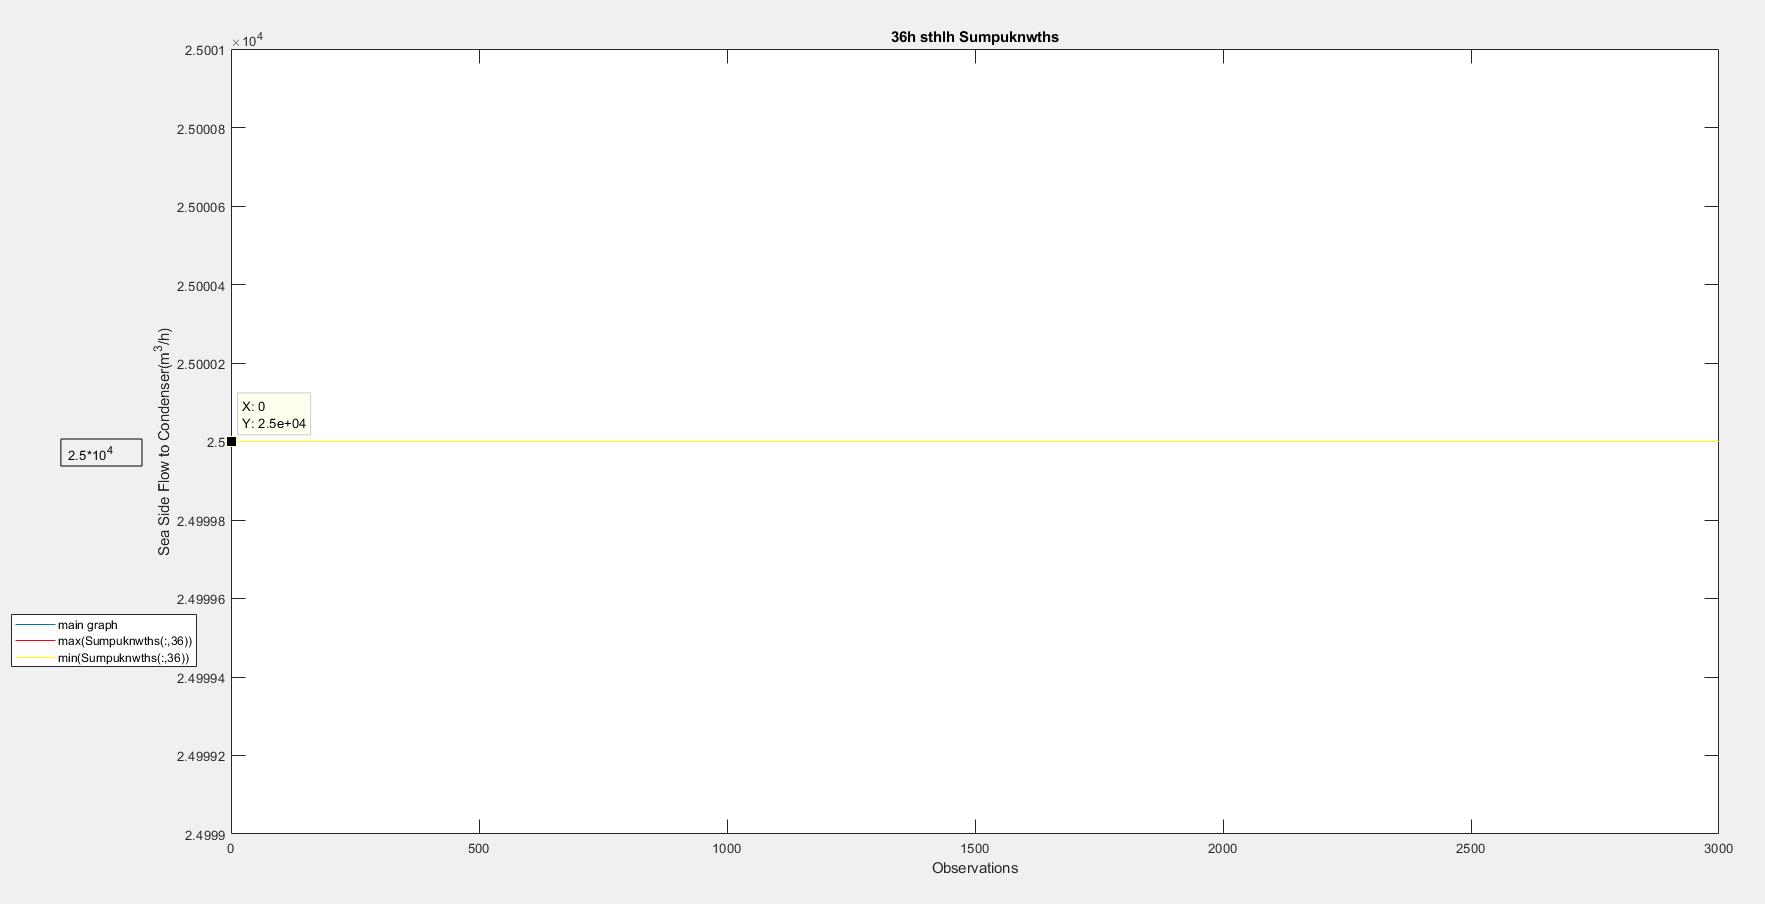 36h sthlh Sumpuknwths
×10^4
2.5001
2.50008
2.50006
2.50004
2.50002
2.5
2.49998
2.49996
2.49994
2.49992
2.4999
Sea Side Flow to Condenser(m^3/h)
X: 0
Y: 2.5e+04
2.5*10^4
main graph
max(Sumpuknwths(:,36))
min(Sumpuknwths(:,36))
0 500 1000 1500 2000 2500 3000
Observations